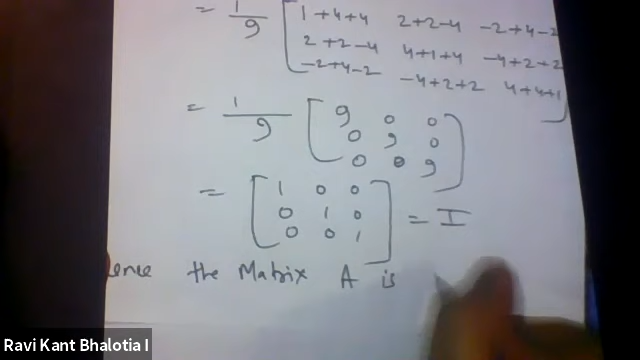 = 1/9 [ 1+4+4 2+2-4 -2+4-2
2+2-4 4+1+4 -4+2+2
-2+4-2 -4+2+2 4+4+1 ]
= 1/9 [ 9 0 0
0 9 0
0 0 9 ]
= [ 1 0 0
0 1 0
0 0 1 ] = I
ence the Matrix A is
Ravi Kant Bhalotia I